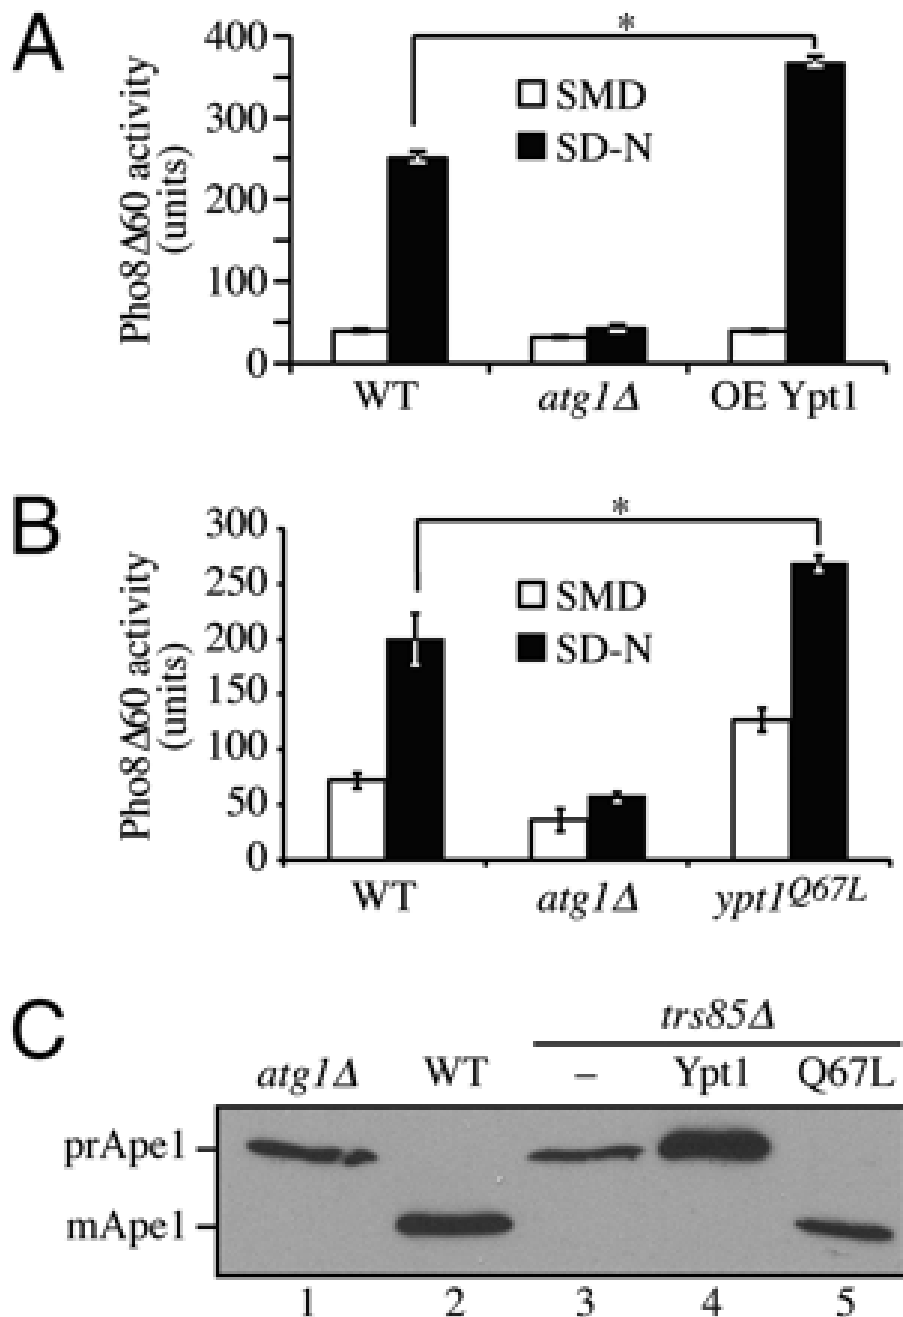 A
Pho8Δ60 activity
(units)
400
300
200
100
0
*
SMD
SD-N
WT
atg1Δ
OE Ypt1
B
Pho8Δ60 activity
(units)
300
250
200
150
100
50
0
*
SMD
SD-N
WT
atg1Δ
ypt1Q67L
C
trs85Δ
atg1Δ WT – Ypt1 Q67L
prApe1
mApe1
1 2 3 4 5